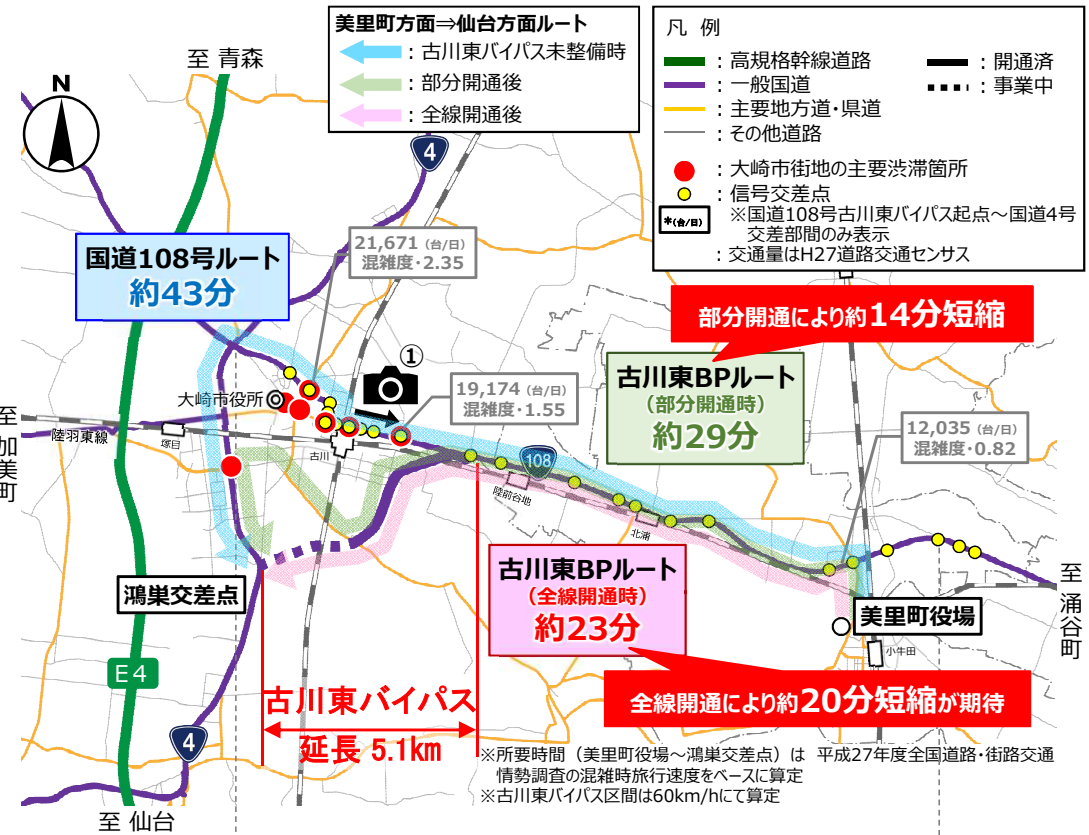 美里町方面⇒仙台方面ルート
：古川東バイパス未整備時
：部分開通後
：全線開通後
凡 例
：高規格幹線道路
：一般国道
：主要地方道・県道
：その他道路
：開通済
：事業中
：大崎市街地の主要渋滞箇所
：信号交差点
*(台/日)
※国道108号古川東バイパス起点～国道4号
交差部間のみ表示
：交通量はH27道路交通センサス
至 青森
N
4
国道108号ルート
約43分
21,671（台/日）
混雑度・2.35
部分開通により約14分短縮
①
古川東BPルート
（部分開通時）
約29分
大崎市役所
19,174（台/日）
混雑度・1.55
12,035（台/日）
混雑度・0.82
至 加美町
陸羽東線
塚目
古川
108
陸前谷地
北浦
古川東BPルート
（全線開通時）
約23分
鴻巣交差点
至 涌谷町
美里町役場
小牛田
E4
全線開通により約20分短縮が期待
古川東バイパス
延長 5.1km
4
※所要時間（美里町役場～鴻巣交差点）は 平成27年度全国道路・街路交通
情勢調査の混雑時旅行速度をベースに算定
※古川東バイパス区間は60km/hにて算定
至 仙台